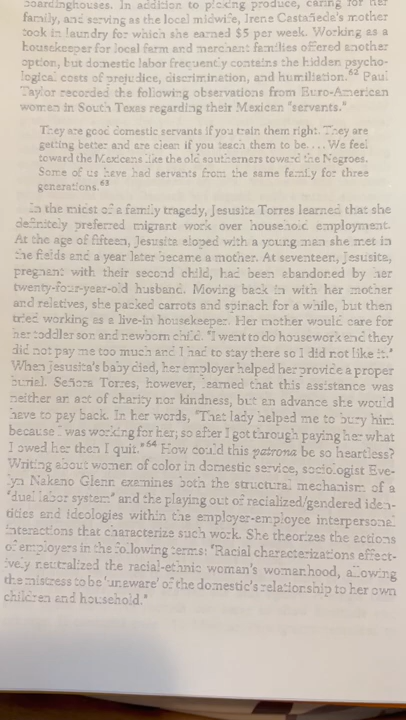 boardinghouses. In addition to picking produce, caring for her
family, and serving as the local midwife, Irene Castañeda's mother
took in laundry for which she earned $5 per week. Working as a
housekeeper for local farm and merchant families offered another
option, but domestic labor frequently contains the hidden psycho-
logical costs of prejudice, discrimination, and humiliation.62 Paul
Taylor recorded the following observations from Euro-American
women in South Texas regarding their Mexican "servants."
They are good domestic servants if you train them right. They are
getting better and are clean if you teach them to be. . . . We feel
toward the Mexicans like the old southerners toward the Negroes.
Some of us have had servants from the same family for three
generations.63
In the midst of a family tragedy, Jesusita Torres learned that she
definitely preferred migrant work over household employment.
At the age of fifteen, Jesusita eloped with a young man she met in
the fields and a year later became a mother. At seventeen, Jesusita,
pregnant with their second child, had been abandoned by her
twenty-four-year-old husband. Moving back in with her mother
and relatives, she packed carrots and spinach for a while, but then
tried working as a live-in housekeeper. Her mother would care for
her toddler son and newborn child. "I went to do housework and they
did not pay me too much and I had to stay there so I did not like it."
When Jesusita's baby died, her employer helped her provide a proper
burial. Señora Torres, however, learned that this assistance was
neither an act of charity nor kindness, but an advance she would
have to pay back. In her words, "That lady helped me to bury him
because I was working for her; so after I got through paying her what
I owed her then I quit."64 How could this patrona be so heartless?
Writing about women of color in domestic service, sociologist Eve-
lyn Nakano Glenn examines both the structural mechanism of a
"dual labor system" and the playing out of racialized/gendered iden-
tities and ideologies within the employer-employee interpersonal
interactions that characterize such work. She theorizes the actions
of employers in the following terms: "Racial characterizations effect-
ively neutralized the racial-ethnic woman's womanhood, allowing
the mistress to be 'unaware' of the domestic's relationship to her own
children and household."